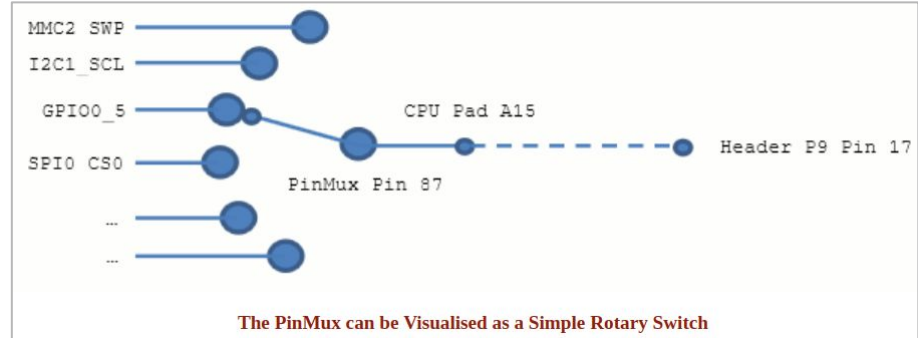 MMC2 SWP
I2C1_SCL
GPIO0_5
CPU Pad A15
Header P9 Pin 17
SPI0 CS0
PinMux Pin 87
…
…
The PinMux can be Visualised as a Simple Rotary Switch